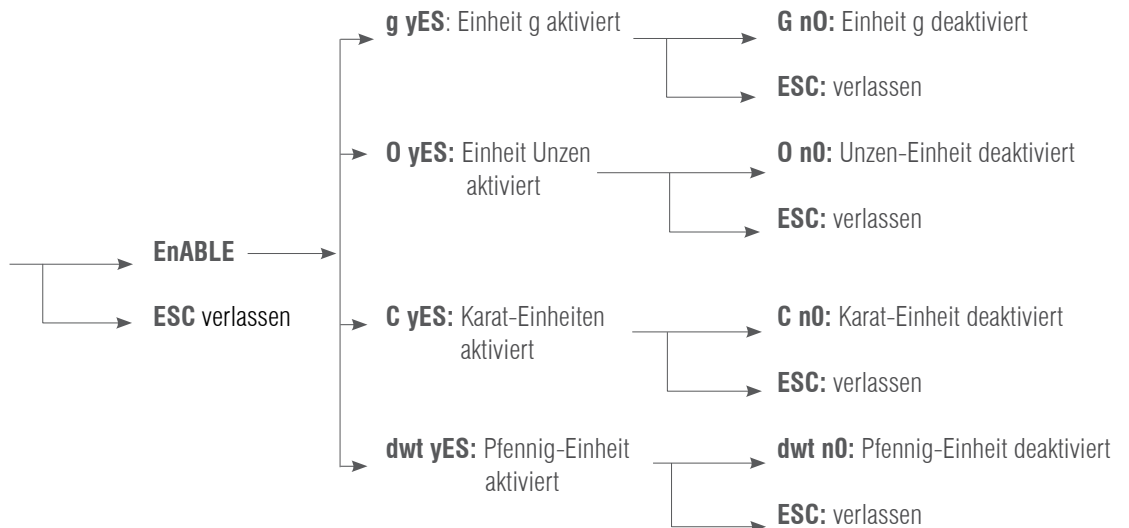 g yES: Einheit g aktiviert
G nO: Einheit g deaktiviert
ESC: verlassen
O yES: Einheit Unzen
aktiviert
O nO: Unzen-Einheit deaktiviert
ESC: verlassen
EnABLE
ESC verlassen
C yES: Karat-Einheiten
aktiviert
C nO: Karat-Einheit deaktiviert
ESC: verlassen
dwt yES: Pfennig-Einheit
aktiviert
dwt nO: Pfennig-Einheit deaktiviert
ESC: verlassen